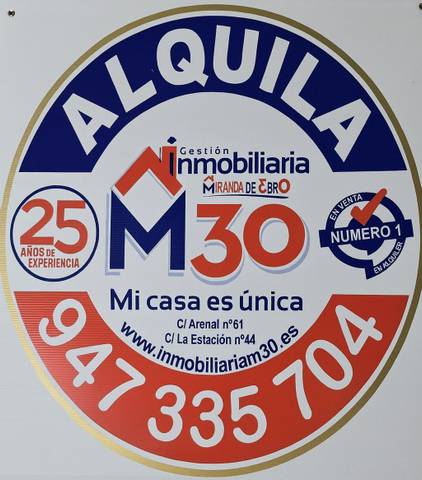 ALQUILA
Gestión
inmobiliaria
MIRANDA DE EBRO
25
AÑOS DE
EXPERIENCIA
M30
EN VENTA
NUMERO 1
EN ALQUILER
Mi casa es única
C/ Arenal nº61
C/ La Estación nº44
www.inmobiliariam30.es
947 335 704